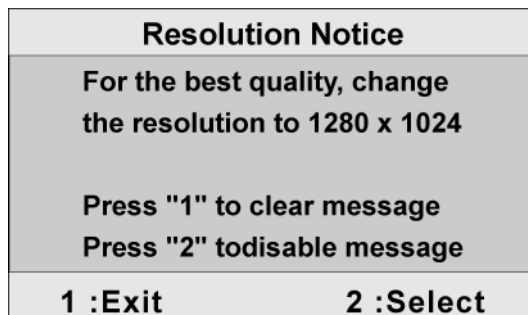 Resolution Notice
For the best quality, change
the resolution to 1280 x 1024
Press "1" to clear message
Press "2" todisable message
1 :Exit 2 :Select